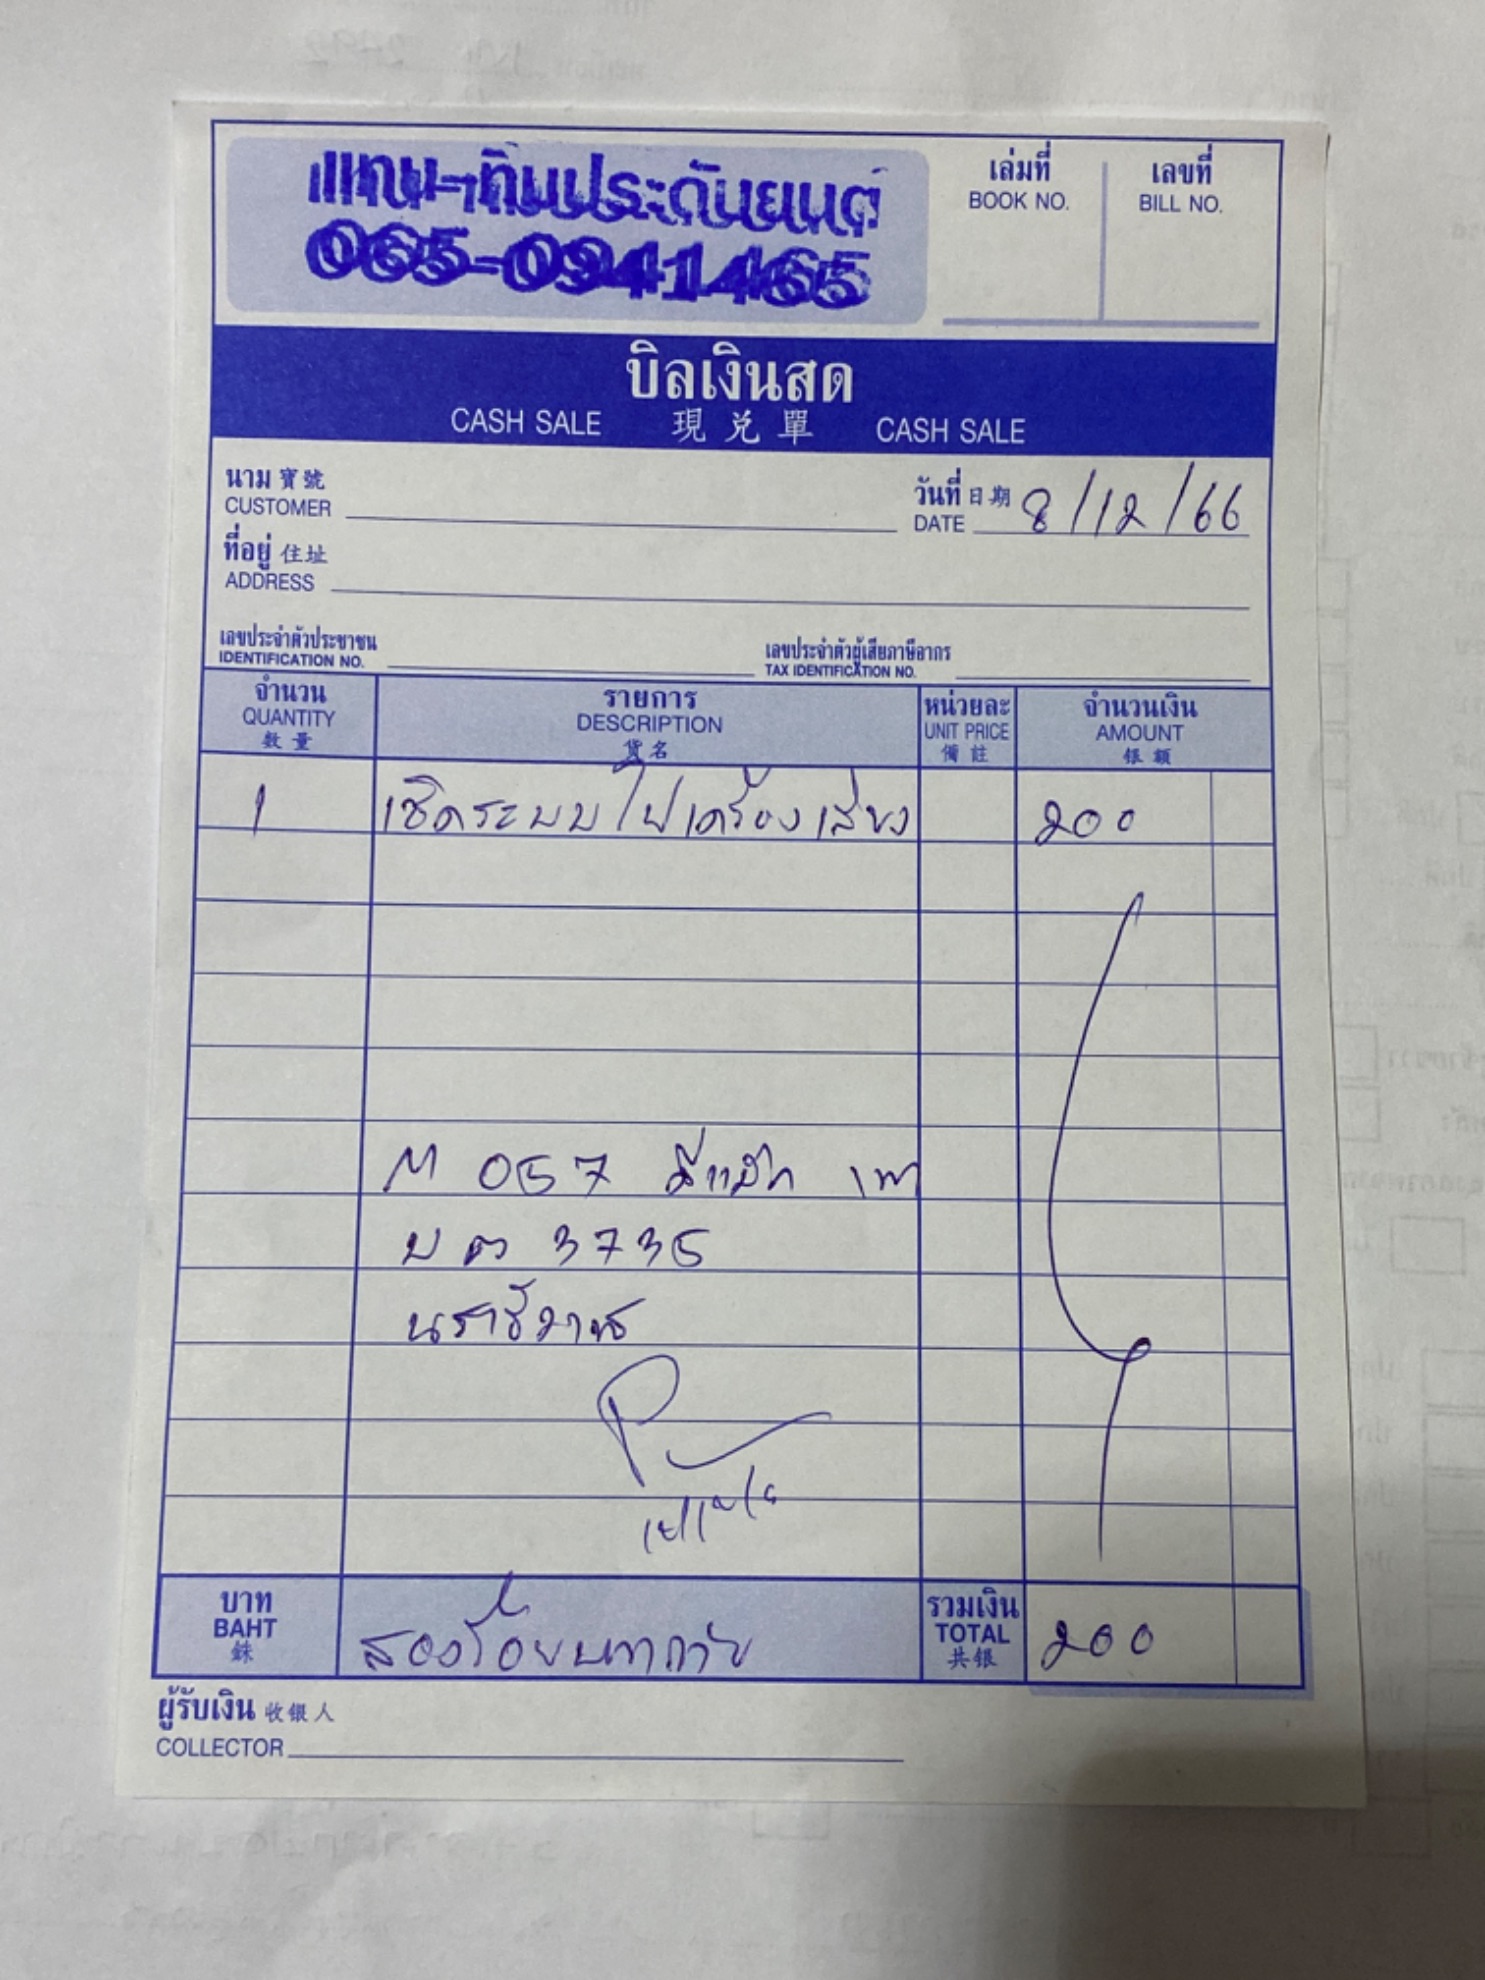 แทน-ทิมประดับยนต์
065-0941465
เล่มที่
BOOK NO.
เลขที่
BILL NO.
บิลเงินสด
CASH SALE 現兌單 CASH SALE
นาม 寶號
CUSTOMER
วันที่ 日期 8/12/66
DATE
ที่อยู่ 住址
ADDRESS
เลขประจำตัวประชาชน
IDENTIFICATION NO.
เลขประจำตัวผู้เสียภาษีอากร
TAX IDENTIFICATION NO.
จำนวน รายการ หน่วยละ จำนวนเงิน
QUANTITY DESCRIPTION UNIT PRICE AMOUNT
數量 貨名 備註 銀額
1 เช็คระบบไฟเครื่องเสียง 200
M 057 ดีแม็ก เทา
บต 3735
นราธิวาส
บาท รวมเงิน
BAHT สองร้อยบาทถ้วน TOTAL 200
銖 共銀
ผู้รับเงิน 收銀人
COLLECTOR